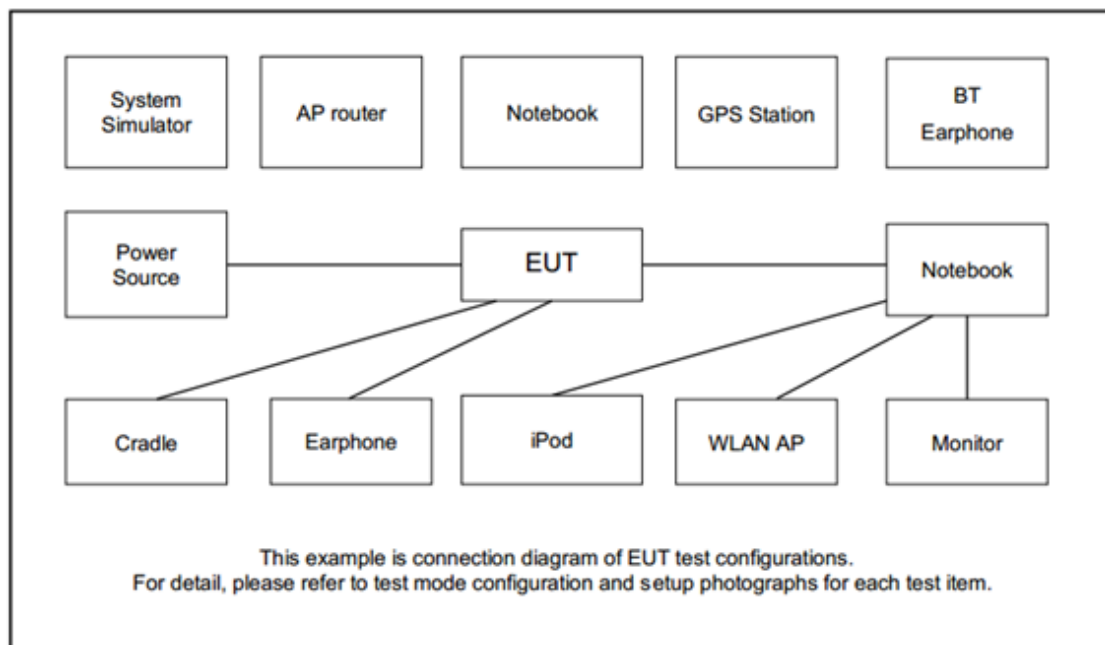 System
Simulator
AP router
Notebook
GPS Station
BT
Earphone
Power
Source
EUT
Notebook
Cradle
Earphone
iPod
WLAN AP
Monitor
This example is connection diagram of EUT test configurations.
For detail, please refer to test mode configuration and setup photographs for each test item.